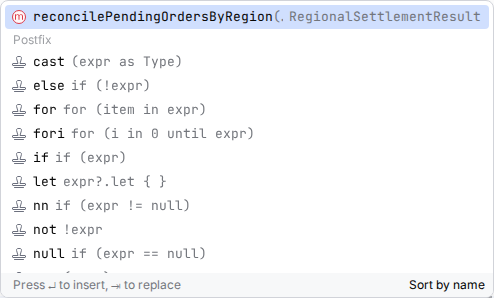 m reconcilePendingOrdersByRegion(. RegionalSettlementResult
Postfix
cast (expr as Type)
else if (!expr)
for for (item in expr)
fori for (i in 0 until expr)
if if (expr)
let expr?.let { }
nn if (expr != null)
not !expr
null if (expr == null)
Press ↵ to insert, ⇥ to replace Sort by name